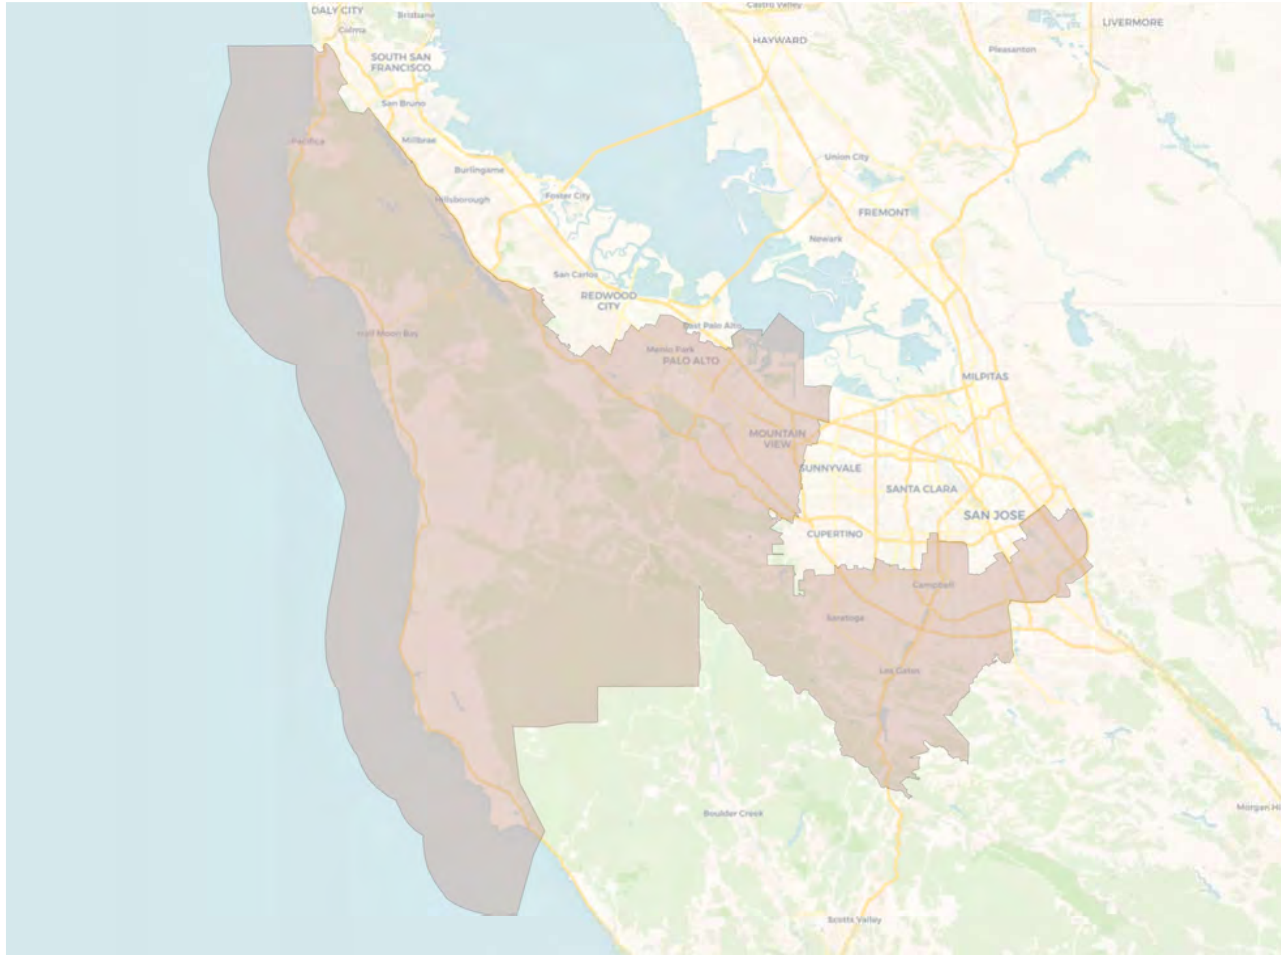 DALY CITY
Brisbane
Colma
Castro Valley
LIVERMORE
HAYWARD
Pleasanton
SOUTH SAN
FRANCISCO
San Bruno
Millbrae
Pacifica
Burlingame
Union City
Hillsborough
Foster City
FREMONT
Newark
San Carlos
REDWOOD
CITY
East Palo Alto
Half Moon Bay
Menlo Park
PALO ALTO
MILPITAS
MOUNTAIN
VIEW
SUNNYVALE
SANTA CLARA
SAN JOSE
CUPERTINO
Campbell
Saratoga
Los Gatos
Boulder Creek
Morgan Hi
Scotts Valley